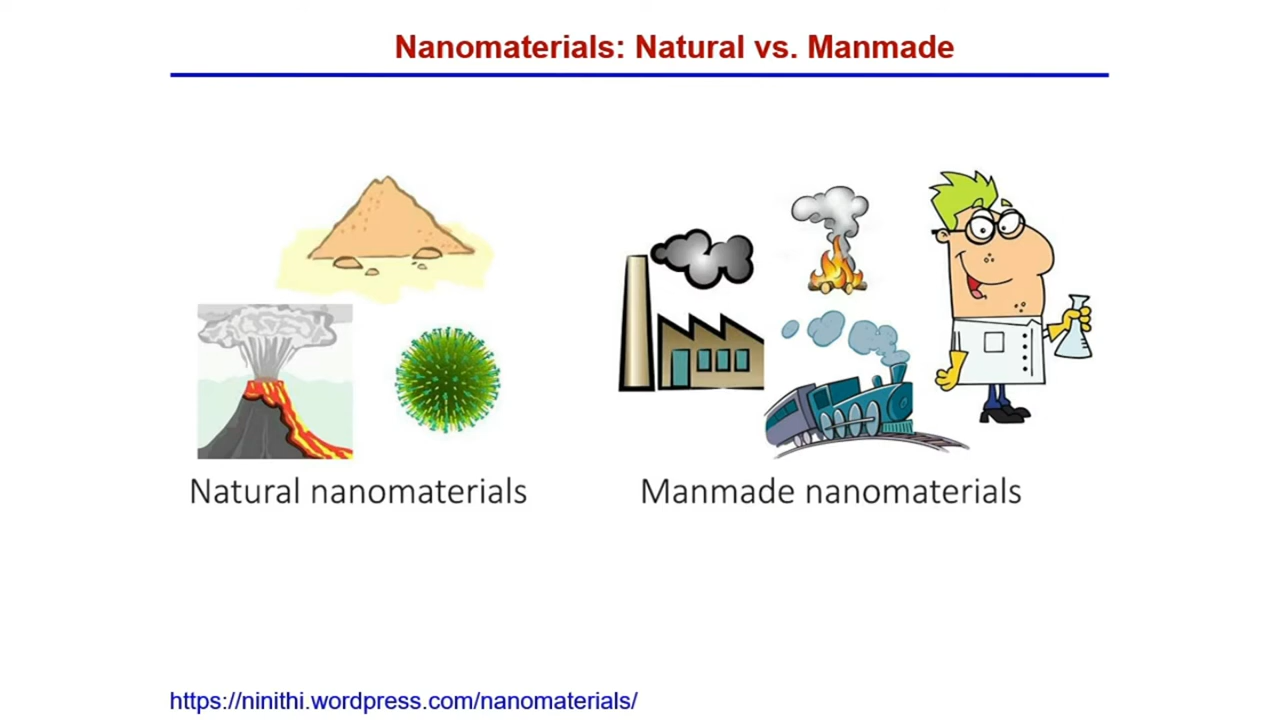 Nanomaterials: Natural vs. Manmade
Natural nanomaterials
Manmade nanomaterials
https://ninithi.wordpress.com/nanomaterials/